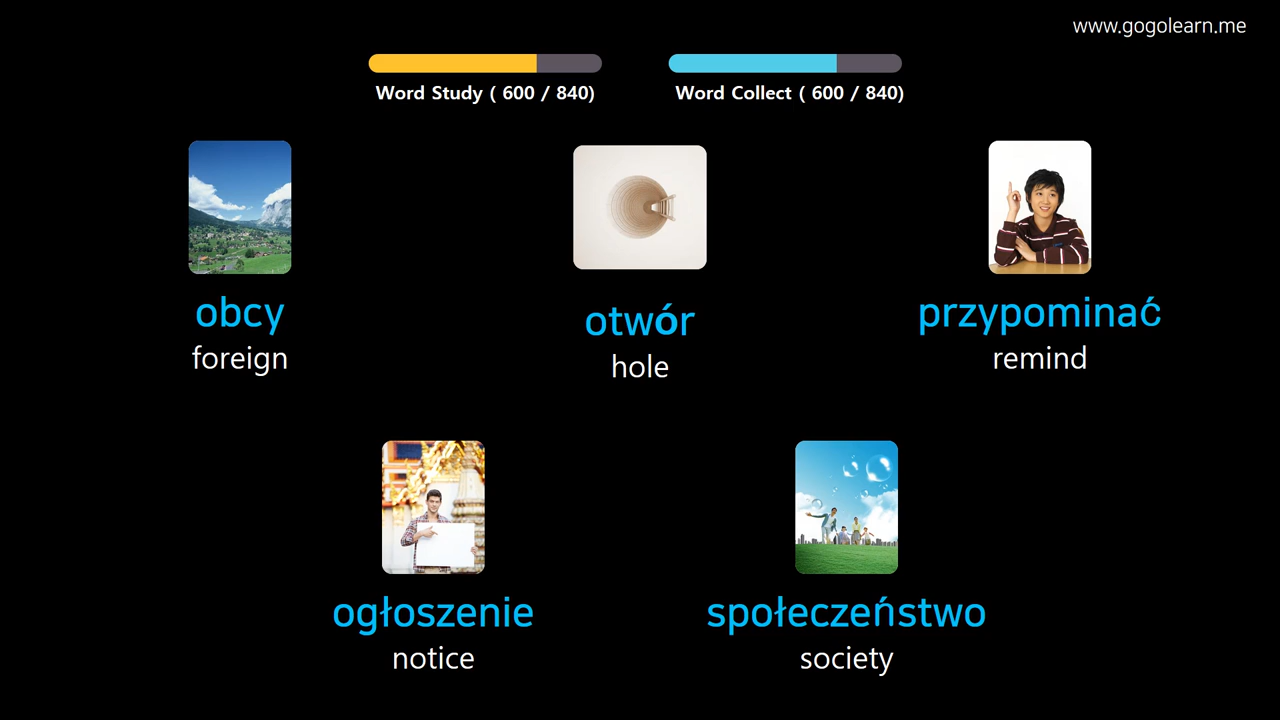 www.gogolearn.me
Word Study ( 600 / 840)
Word Collect ( 600 / 840)
obcy
foreign
otwór
hole
przypominać
remind
ogłoszenie
notice
społeczeństwo
society